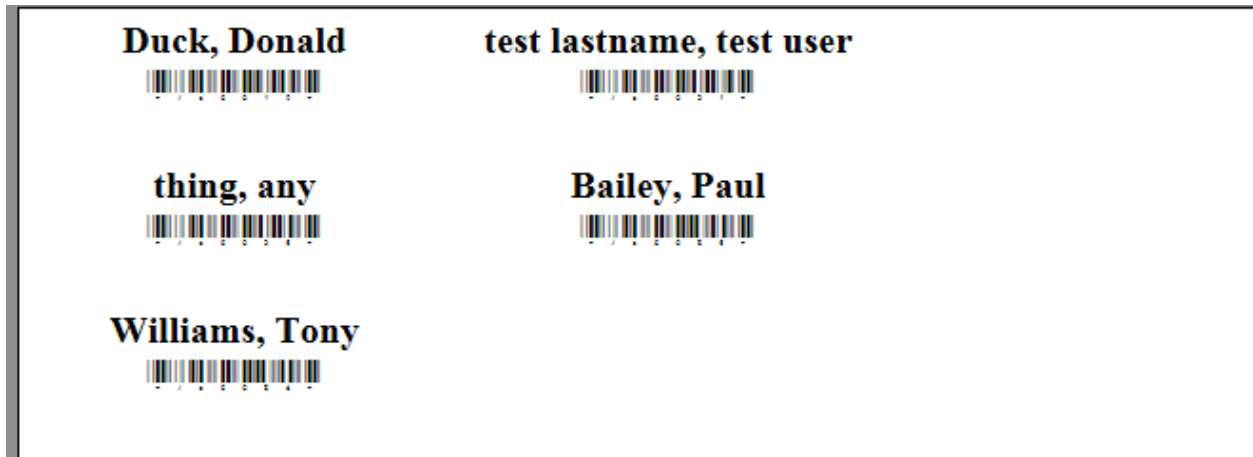 Duck, Donald
test lastname, test user
thing, any
Bailey, Paul
Williams, Tony